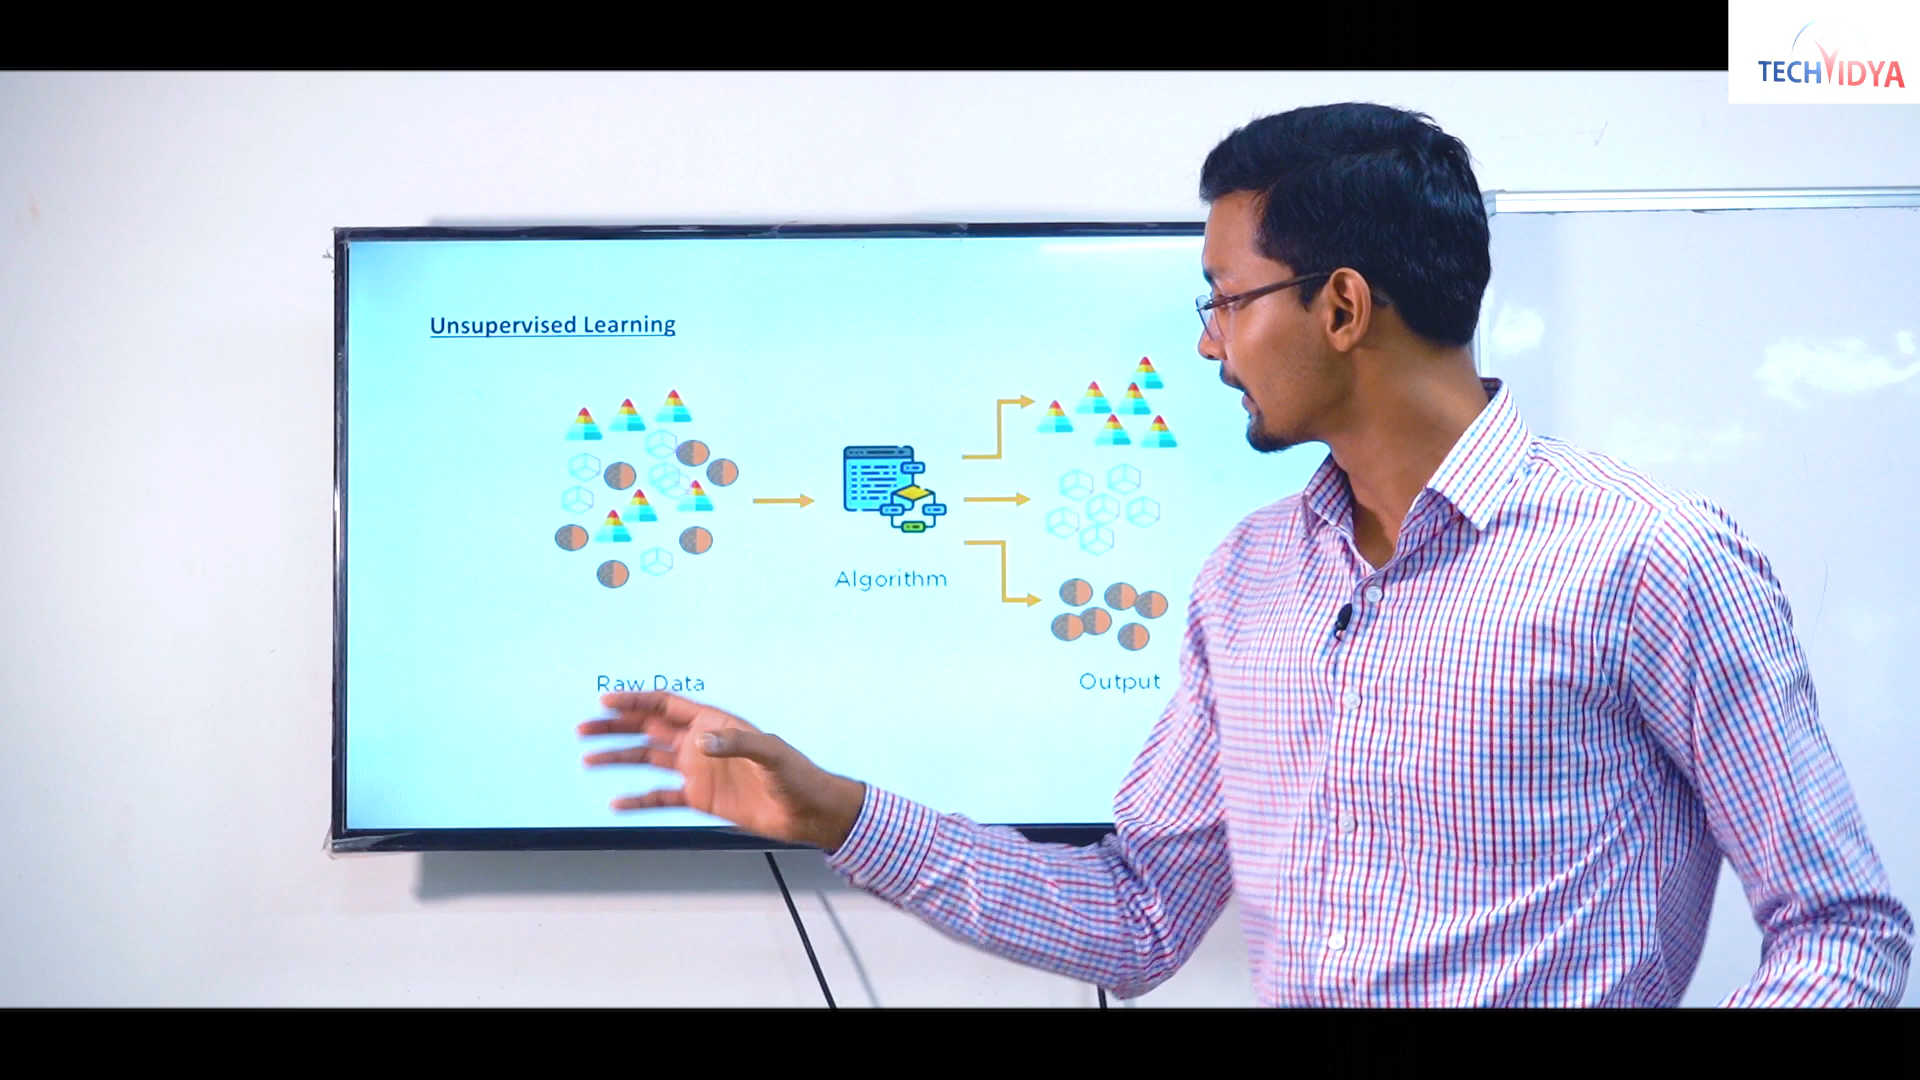 TECHVIDYA
Unsupervised Learning
Algorithm
Raw Data
Output